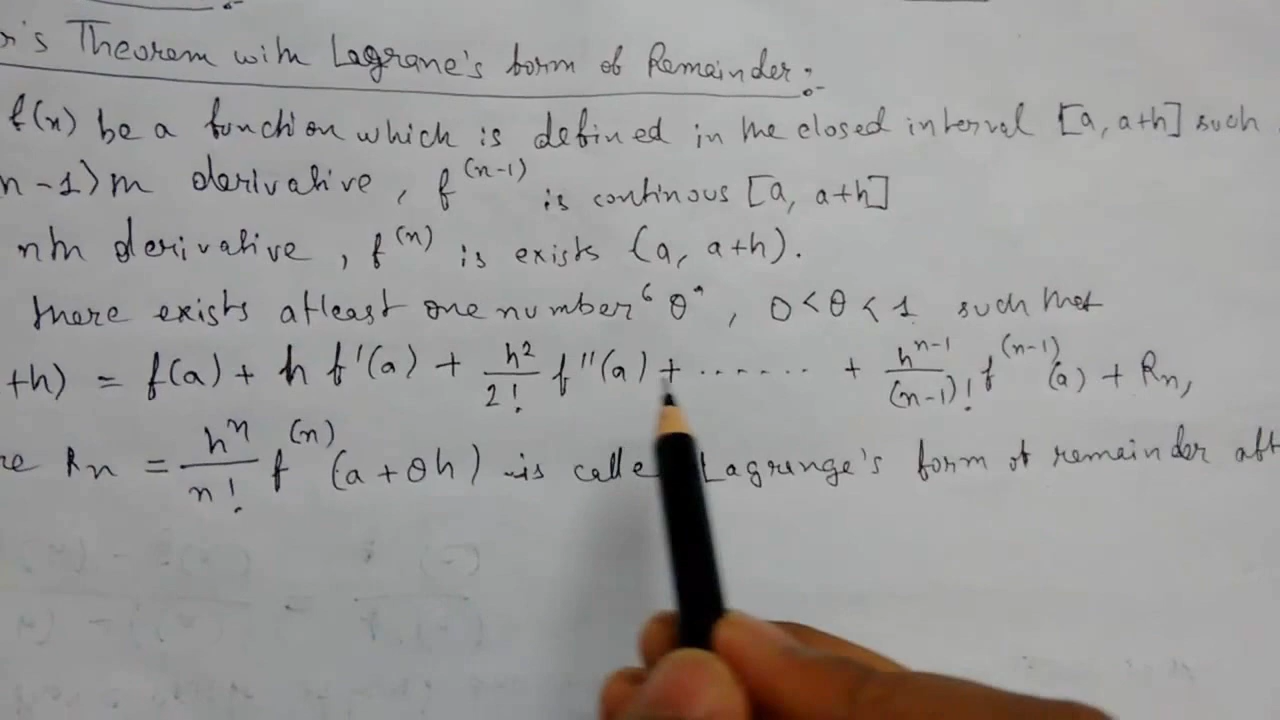 r's Theorem with Lagrane's form of Remainder :-
f(x) be a function which is defined in the closed interval [a, a+h] such
n-1)th derivative, f^(n-1) is continous [a, a+h]
nth derivative, f^(n) is exists (a, a+h).
there exists atleast one number "θ", 0<θ<1 such that
+h) = f(a) + h f'(a) + h²/2! f''(a) + ...... + h^(n-1)/(n-1)! f^(n-1)(a) + Rn,
re Rn = h^n/n! f^(n)(a+θh) is calle Lagrange's form of remainder aft